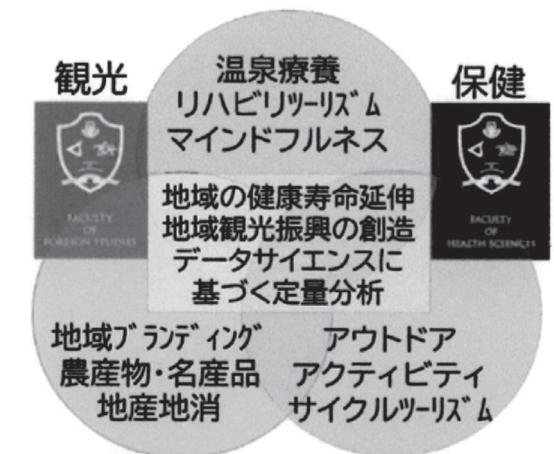 観光
温泉療養
リハビリツーリズム
マインドフルネス
保健
FACULTY
OF
FOREIGN STUDIES
FACULTY
OF
HEALTH SCIENCES
地域の健康寿命延伸
地域観光振興の創造
データサイエンスに
基づく定量分析
地域ブランディング
農産物・名産品
地産地消
アウトドア
アクティビティ
サイクルツーリズム